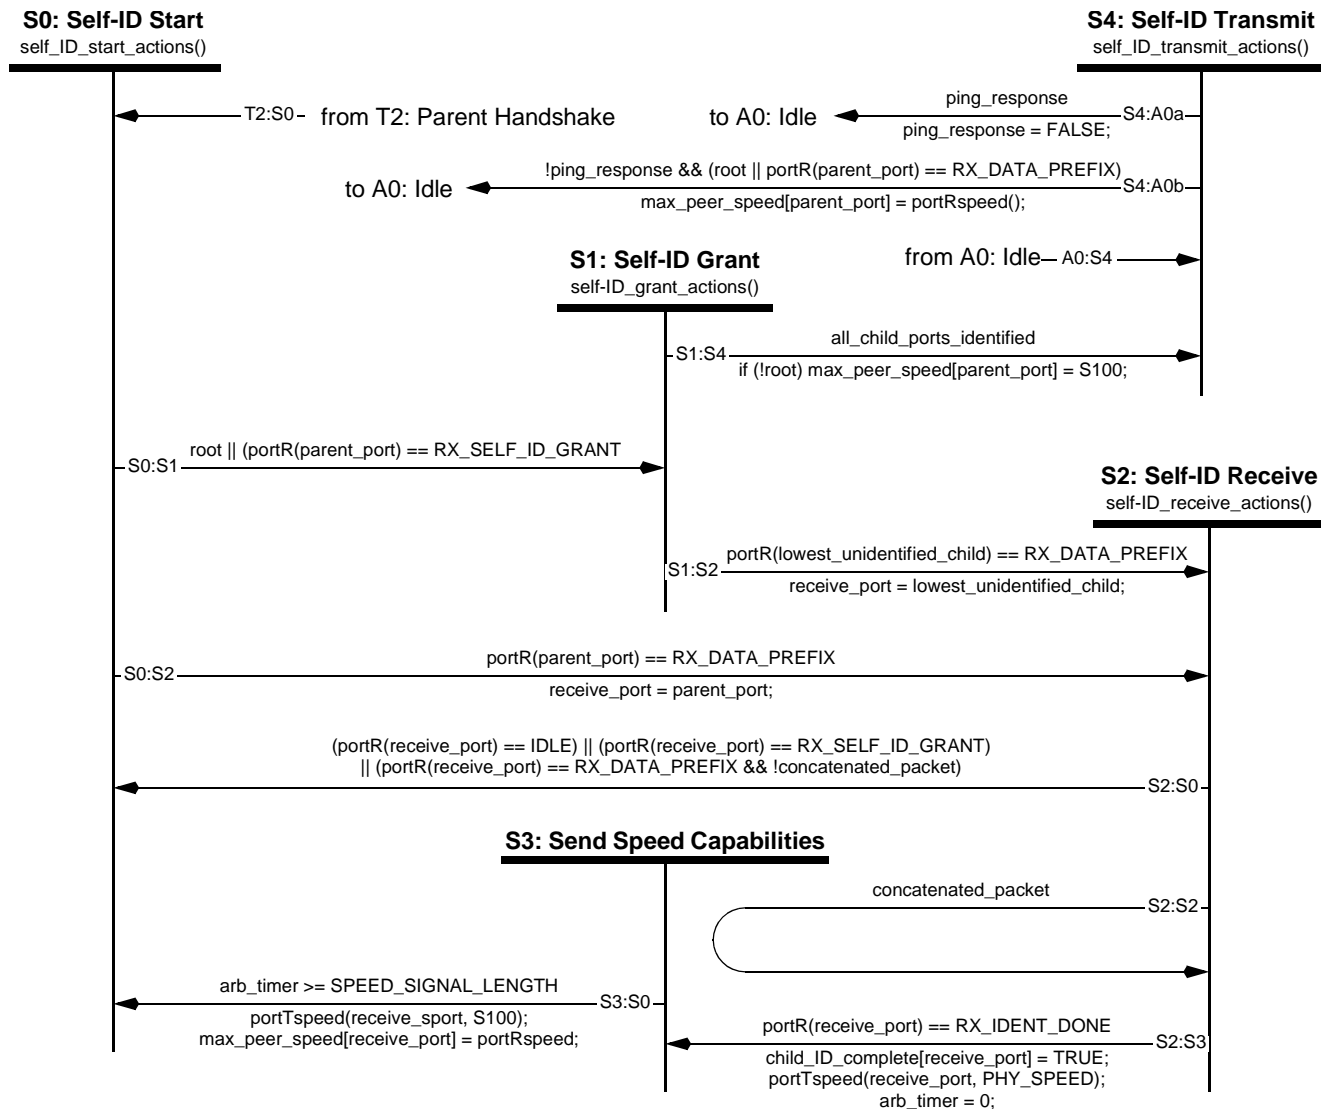 S0: Self-ID Start
self_ID_start_actions()
S4: Self-ID Transmit
self_ID_transmit_actions()
T2:S0
from T2: Parent Handshake
to A0: Idle
ping_response
S4:A0a
ping_response = FALSE;
to A0: Idle
!ping_response && (root || portR(parent_port) == RX_DATA_PREFIX)
S4:A0b
max_peer_speed[parent_port] = portRspeed();
from A0: Idle
A0:S4
S1: Self-ID Grant
self-ID_grant_actions()
S1:S4
all_child_ports_identified
if (!root) max_peer_speed[parent_port] = S100;
S0:S1
root || (portR(parent_port) == RX_SELF_ID_GRANT
S2: Self-ID Receive
self-ID_receive_actions()
S1:S2
portR(lowest_unidentified_child) == RX_DATA_PREFIX
receive_port = lowest_unidentified_child;
S0:S2
portR(parent_port) == RX_DATA_PREFIX
receive_port = parent_port;
(portR(receive_port) == IDLE) || (portR(receive_port) == RX_SELF_ID_GRANT)
|| (portR(receive_port) == RX_DATA_PREFIX && !concatenated_packet)
S2:S0
S3: Send Speed Capabilities
concatenated_packet
S2:S2
arb_timer >= SPEED_SIGNAL_LENGTH
S3:S0
portTspeed(receive_sport, S100);
max_peer_speed[receive_port] = portRspeed;
portR(receive_port) == RX_IDENT_DONE
S2:S3
child_ID_complete[receive_port] = TRUE;
portTspeed(receive_port, PHY_SPEED);
arb_timer = 0;